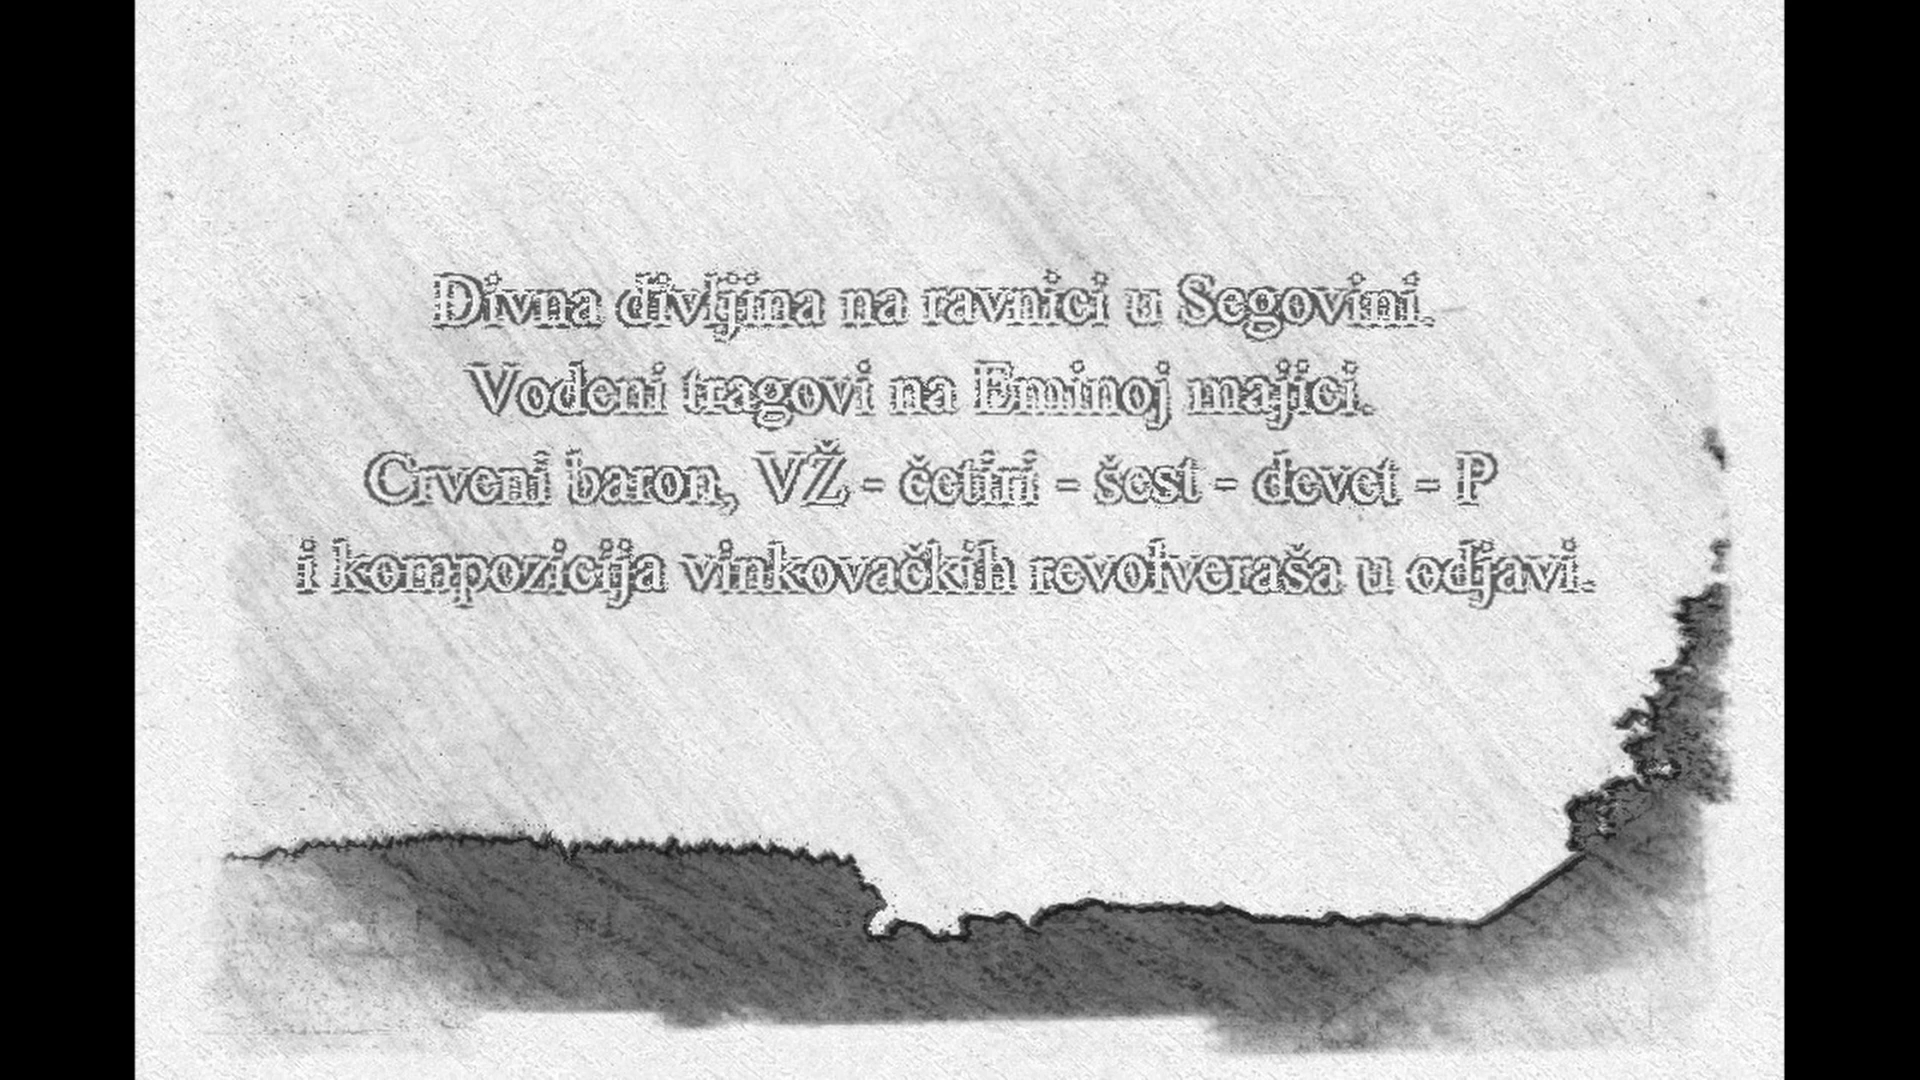 Divna divljina na ravnici u Segovini.
Vodeni tragovi na Eminoj majici.
Crveni baron, VŽ - četiri - šest - devet - P
i kompozicija vinkovačkih revolveraša u odjavi.